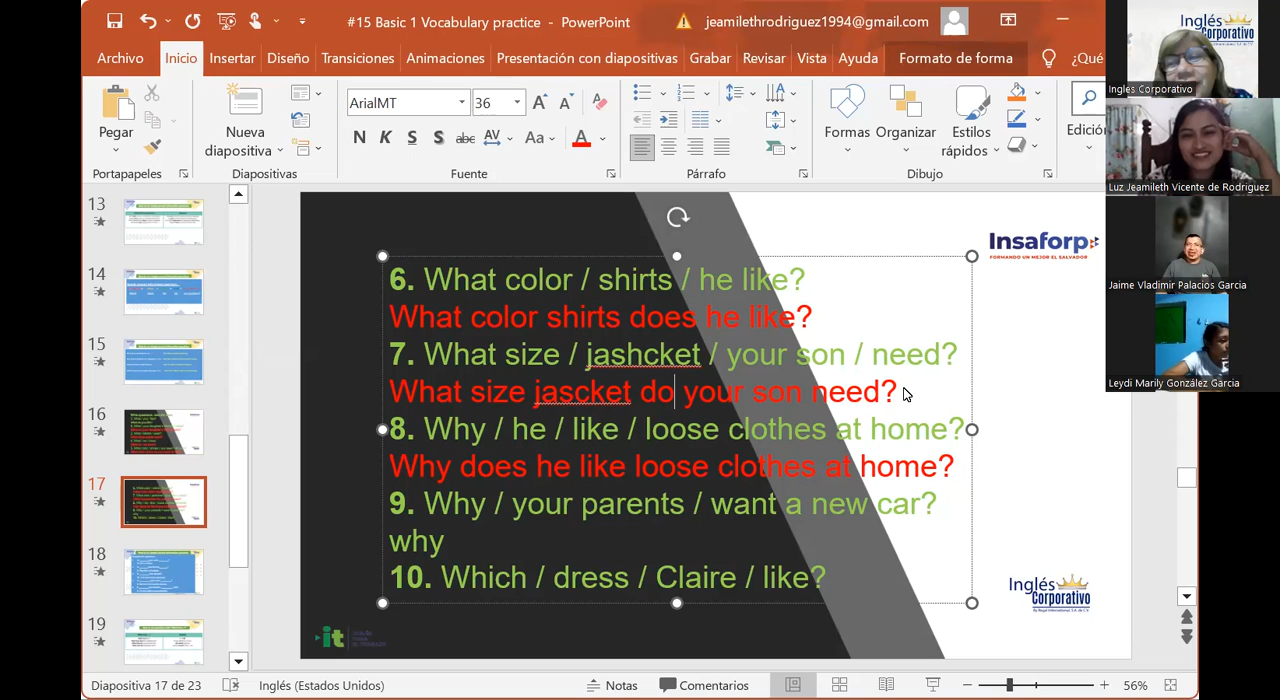 #15 Basic 1 Vocabulary practice - PowerPoint
jeamilethrodriguez1994@gmail.com
Archivo Inicio Insertar Diseño Transiciones Animaciones Presentación con diapositivas Grabar Revisar Vista Ayuda Formato de forma ¿Qué
Pegar
Nueva
diapositiva
ArialMT 36
N K S S abc AV Aa A
Formas Organizar Estilos
rápidos
Edición
Portapapeles Diapositivas Fuente Párrafo Dibujo
13
14
15
16
17
18
19
Insaforp
FORMANDO UN MEJOR EL SALVADOR
6. What color / shirts / he like?
What color shirts does he like?
7. What size / jashcket / your son / need?
What size jascket do your son need?
8. Why / he / like / loose clothes at home?
Why does he like loose clothes at home?
9. Why / your parents / want a new car?
why
10. Which / dress / Claire / like?
Inglés
Corporativo
it
Inglés
Corporativo
Ingles Corporativo
Luz Jeamileth Vicente de Rodriguez
Jaime Vladimir Palacios Garcia
Leydi Marily González Garcia
Diapositiva 17 de 23 Inglés (Estados Unidos) Notas Comentarios 56%